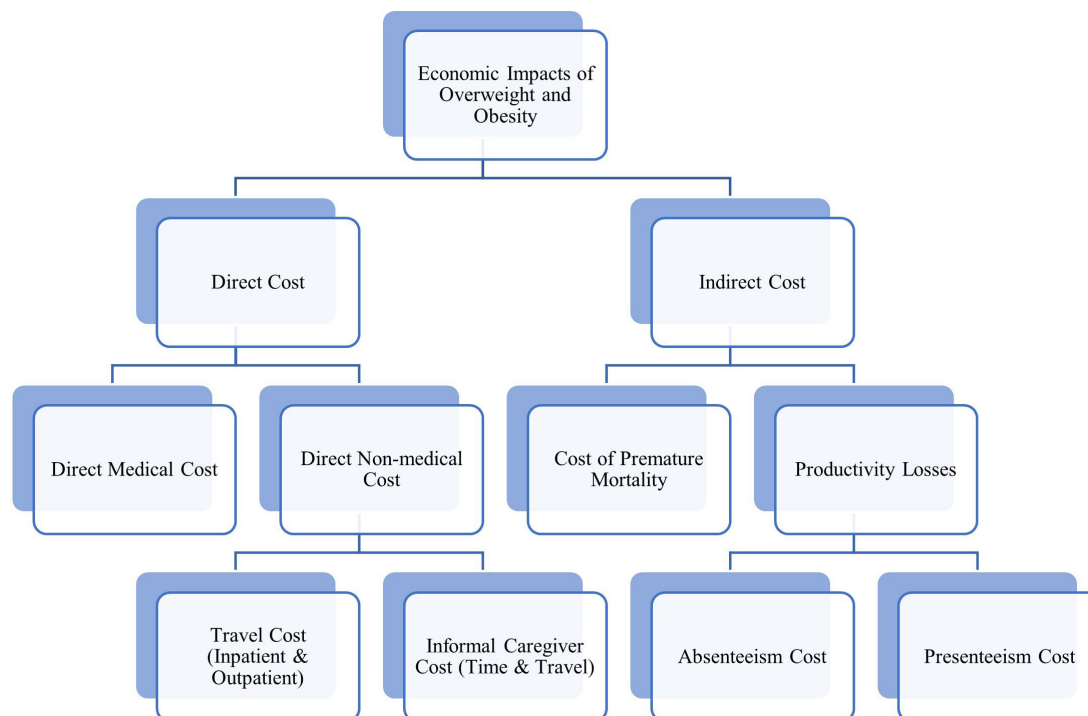 Economic Impacts of
Overweight and
Obesity
Direct Cost
Indirect Cost
Direct Medical Cost
Direct Non-medical
Cost
Cost of Premature
Mortality
Productivity Losses
Travel Cost
(Inpatient &
Outpatient)
Informal Caregiver
Cost (Time & Travel)
Absenteeism Cost
Presenteeism Cost